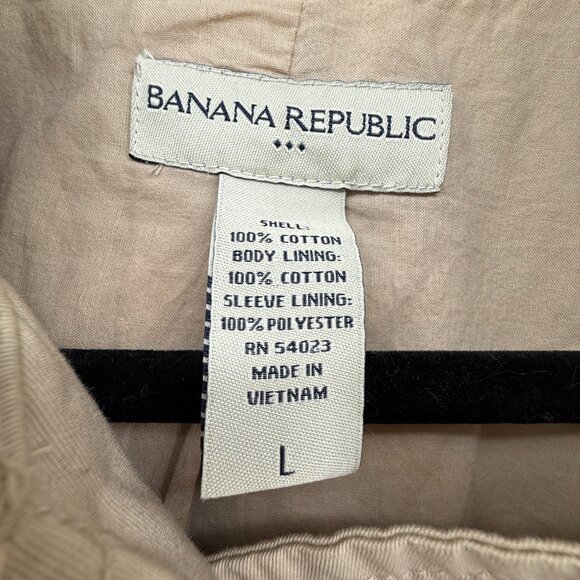 BANANA REPUBLIC
SHELL:
100% COTTON
BODY LINING:
100% COTTON
SLEEVE LINING:
100% POLYESTER
RN 54023
MADE IN
VIETNAM
L